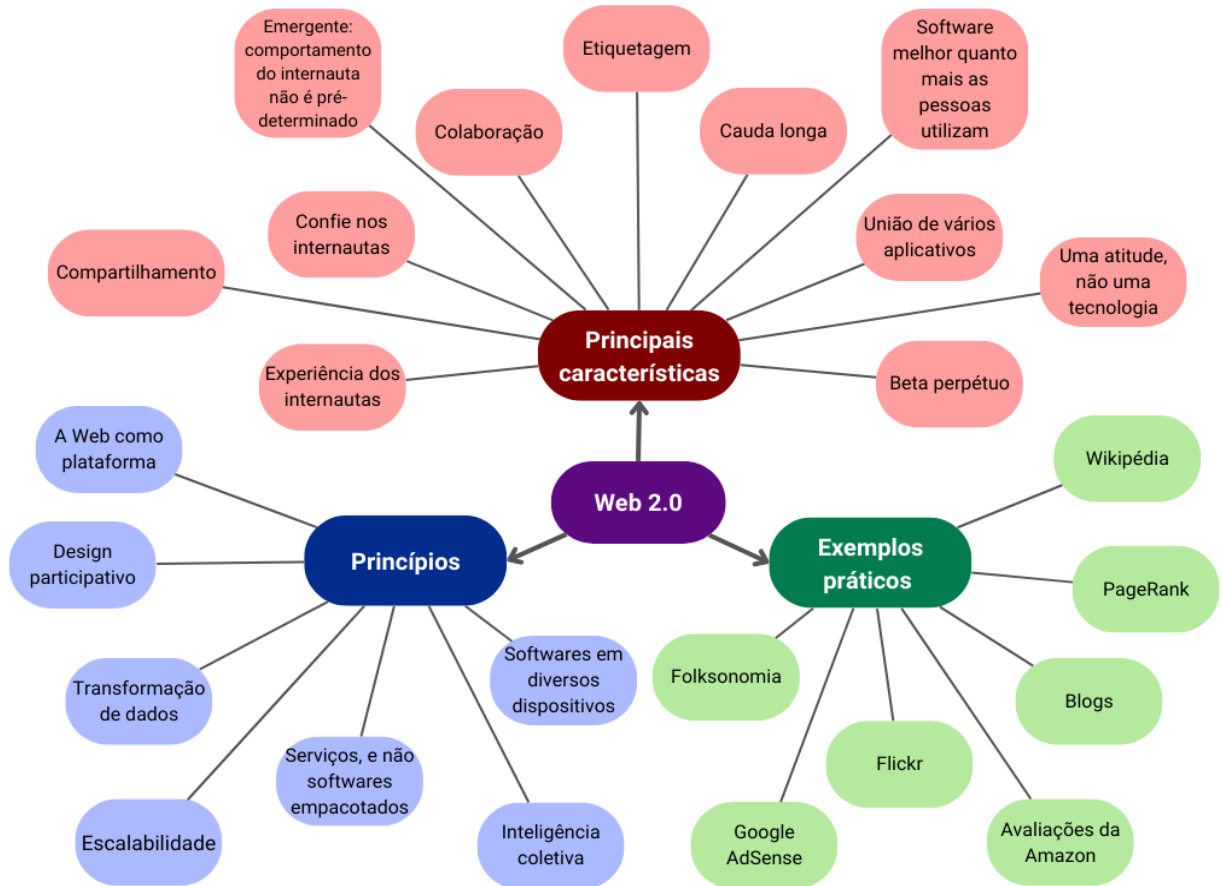 Emergente:
comportamento
do internauta
não é pré-
determinado
Colaboração
Etiquetagem
Cauda longa
Software
melhor quanto
mais as
pessoas
utilizam
Compartilhamento
Confie nos
internautas
União de vários
aplicativos
Uma atitude,
não uma
tecnologia
Experiência dos
internautas
Principais
características
Beta perpétuo
Web 2.0
A Web como
plataforma
Design
participativo
Princípios
Transformação
de dados
Escalabilidade
Serviços, e não
softwares
empacotados
Inteligência
coletiva
Softwares em
diversos
dispositivos
Exemplos
práticos
Wikipédia
PageRank
Folksonomia
Blogs
Flickr
Google
AdSense
Avaliações da
Amazon